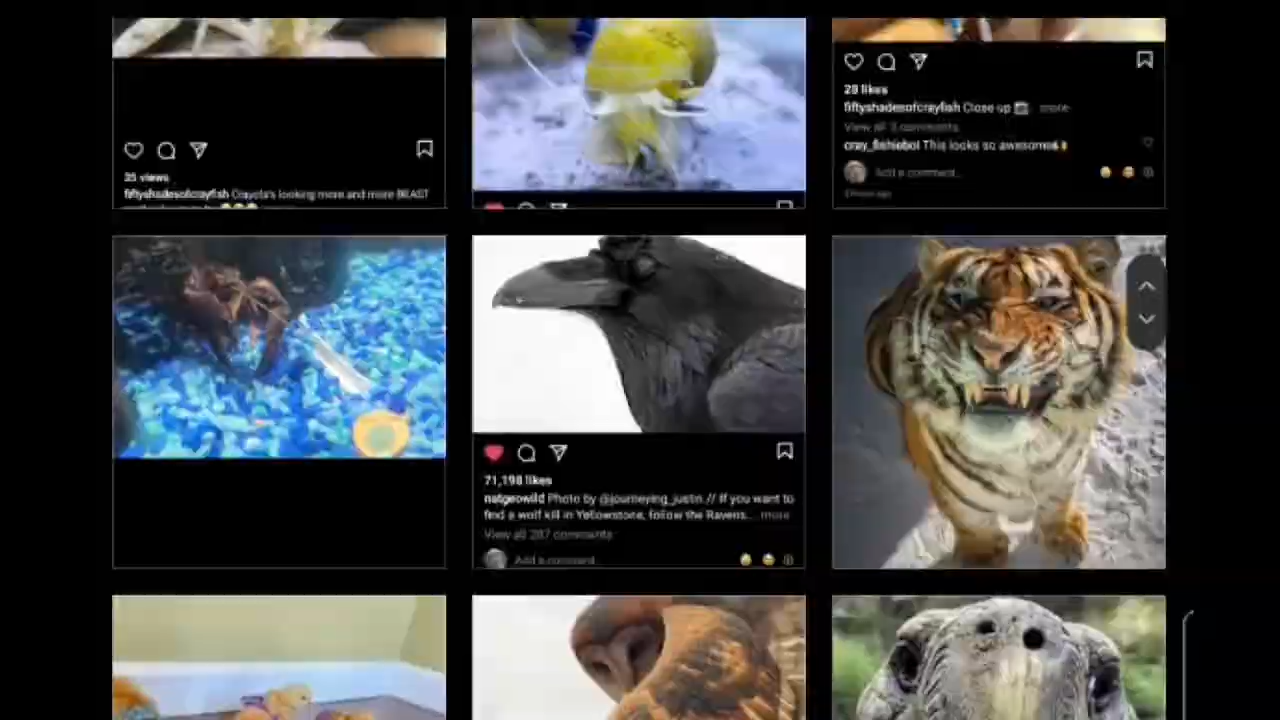 35 views
fiftyshadesofcrayfish Crayola's looking more and more BEAST
28 likes
fiftyshadesofcrayfish Close up more
View all 3 comments
cray_fishieboi This looks so awesome
Add a comment...
71,198 likes
natgeowild Photo by @journeying_justin // If you want to
find a wolf kill in Yellowstone, follow the Ravens... more
View all 287 comments
Add a comment...